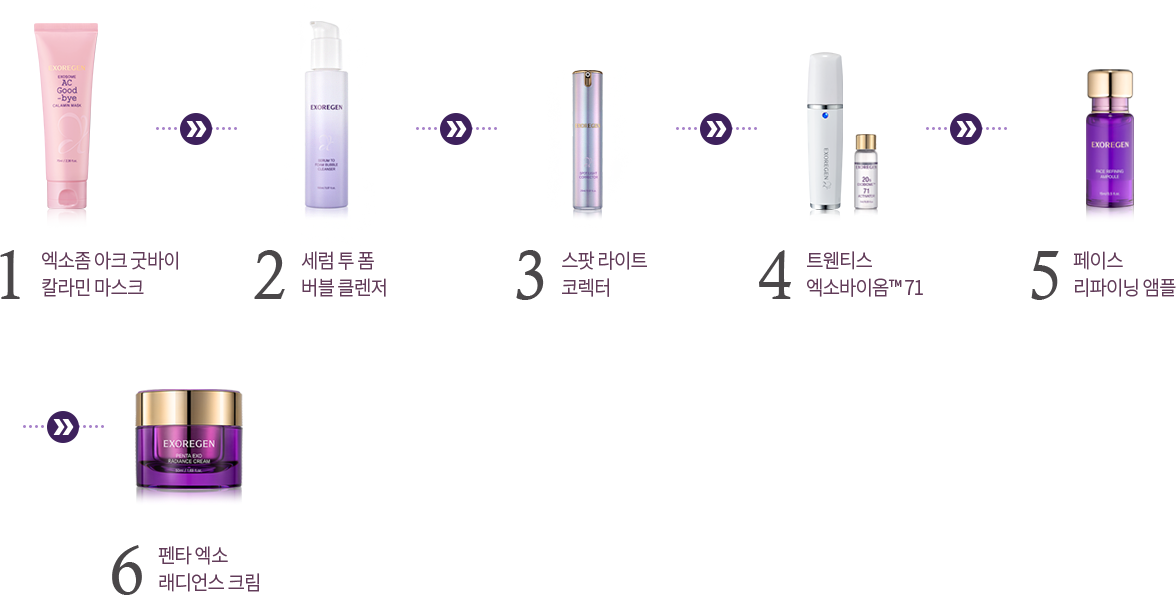 EXOREGEN
EXOSOME
AC
Good
-bye
CALAMIN MASK
EXOREGEN
SERUM TO
FOAM BUBBLE
CLEANSER
EXOREGEN
EXOREGEN
20s
EXOBIOME™
71
EXOREGEN
FACE REFINING
AMPOULE
1 엑소좀 아크 굿바이
칼라민 마스크
2 세럼 투 폼
버블 클렌저
3 스팟 라이트
코렉터
4 트웬티스
엑소바이옴™ 71
5 페이스
리파이닝 앰플
EXOREGEN
PENTA EXO
RADIANCE CREAM
6 펜타 엑소
래디언스 크림